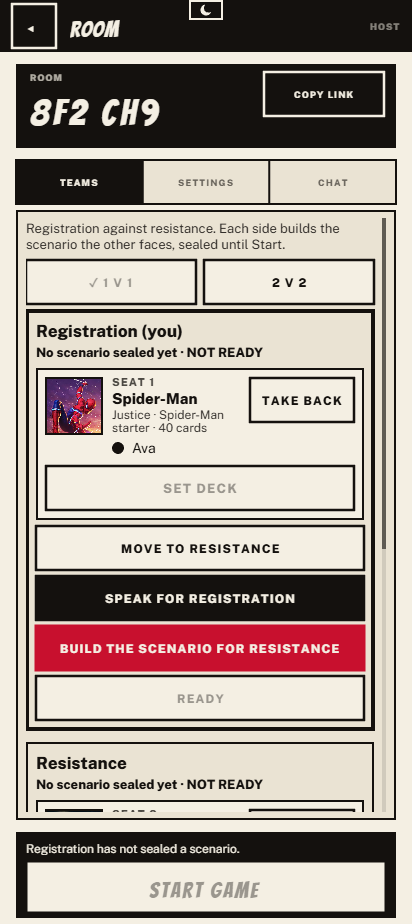 ROOM
HOST
ROOM
8F2 CH9
COPY LINK
TEAMS
SETTINGS
CHAT
Registration against resistance. Each side builds the
scenario the other faces, sealed until Start.
✓ 1 V 1
2 V 2
Registration (you)
No scenario sealed yet · NOT READY
SEAT 1
Spider-Man
Justice · Spider-Man
starter · 40 cards
TAKE BACK
Ava
SET DECK
MOVE TO RESISTANCE
SPEAK FOR REGISTRATION
BUILD THE SCENARIO FOR RESISTANCE
READY
Resistance
No scenario sealed yet · NOT READY
Registration has not sealed a scenario.
START GAME